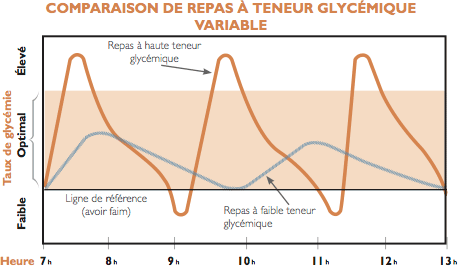 COMPARAISON DE REPAS À TENEUR GLYCÉMIQUE
VARIABLE
Taux de glycémie
Élevé
Optimal
Faible
Repas à haute teneur
glycémique
Ligne de référence
(avoir faim)
Repas à faible teneur
glycémique
Heure 7h 8h 9h 10h 11h 12h 13h